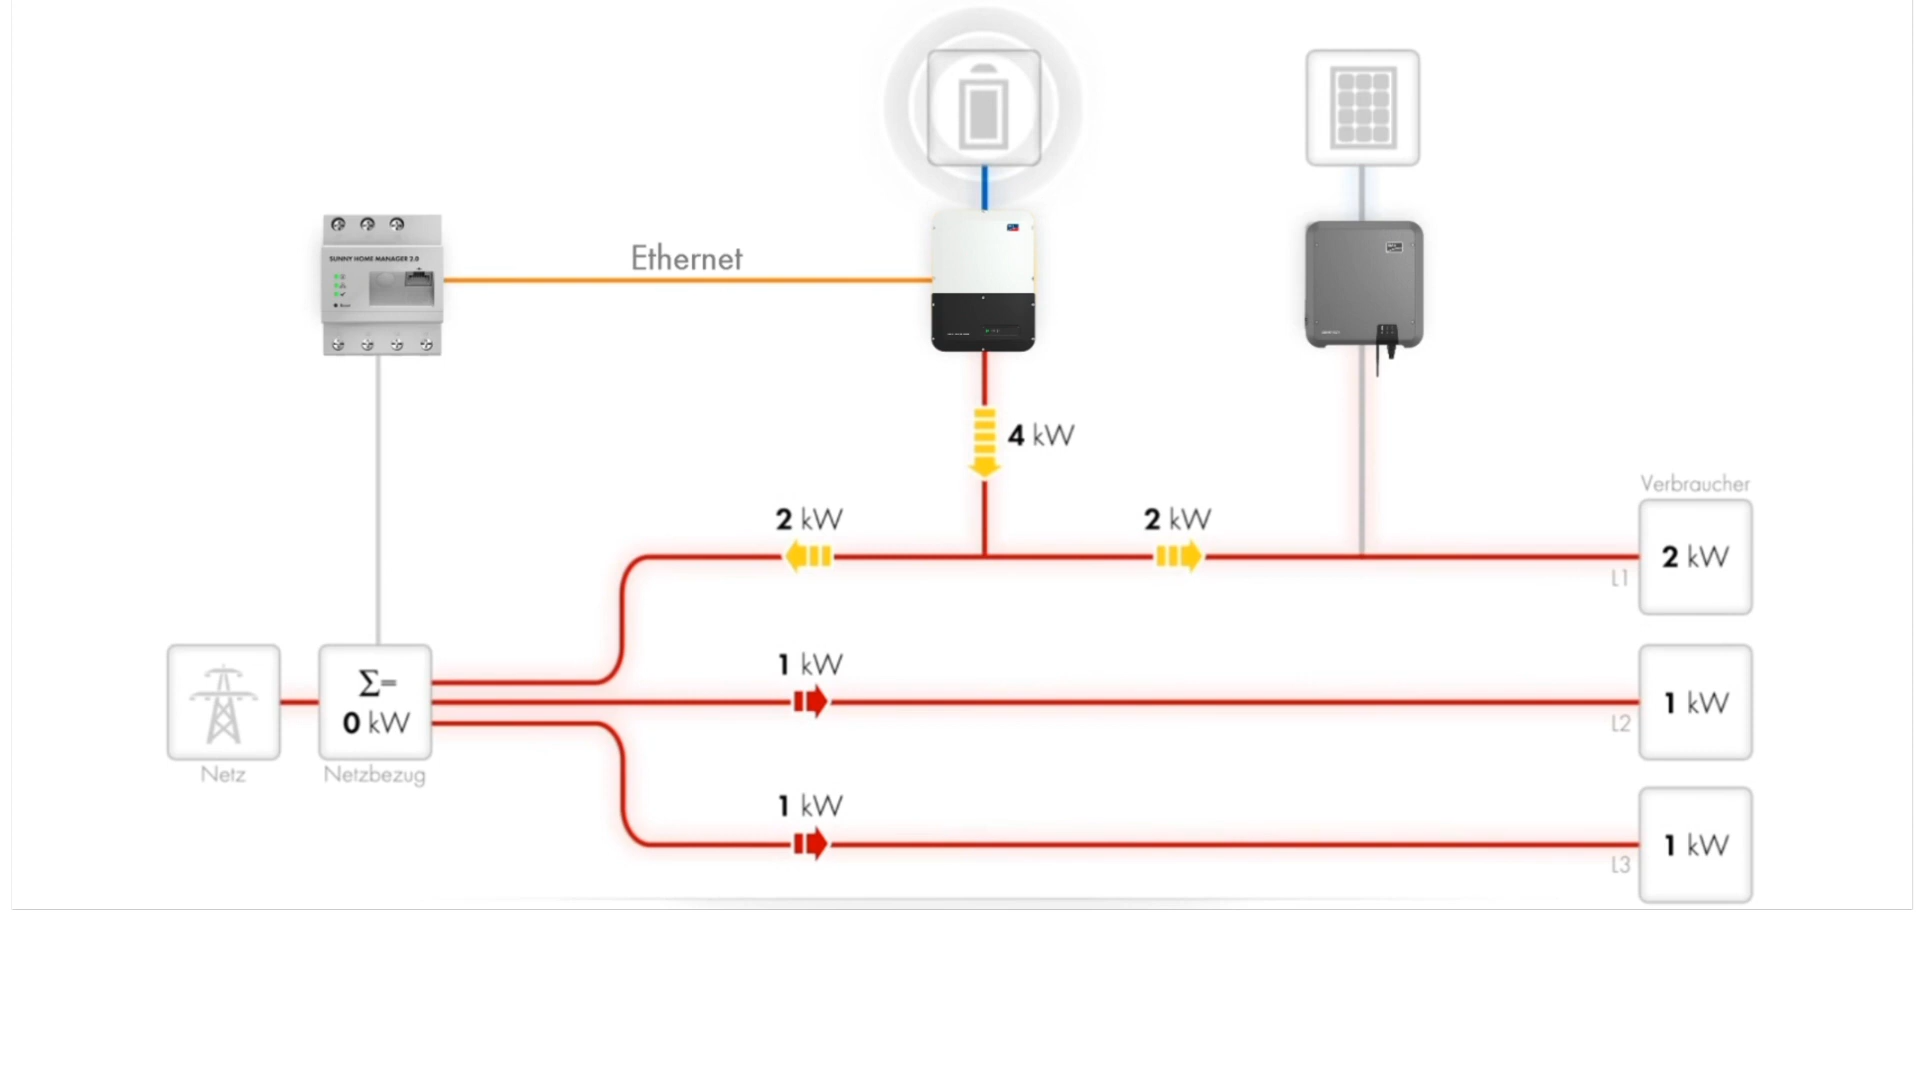 Ethernet
SUNNY HOME MANAGER 2.0
4 kW
Verbraucher
2 kW
2 kW
2 kW
L1
1 kW
Σ=
0 kW
1 kW
L2
Netz
Netzbezug
1 kW
1 kW
L3